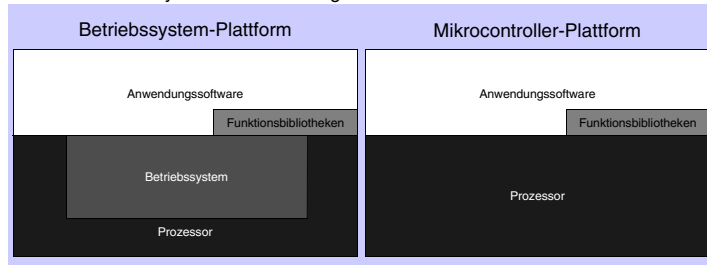 Betriebssystem-Plattform
Anwendungssoftware
Funktionsbibliotheken
Betriebssystem
Prozessor
Mikrocontroller-Plattform
Anwendungssoftware
Funktionsbibliotheken
Prozessor